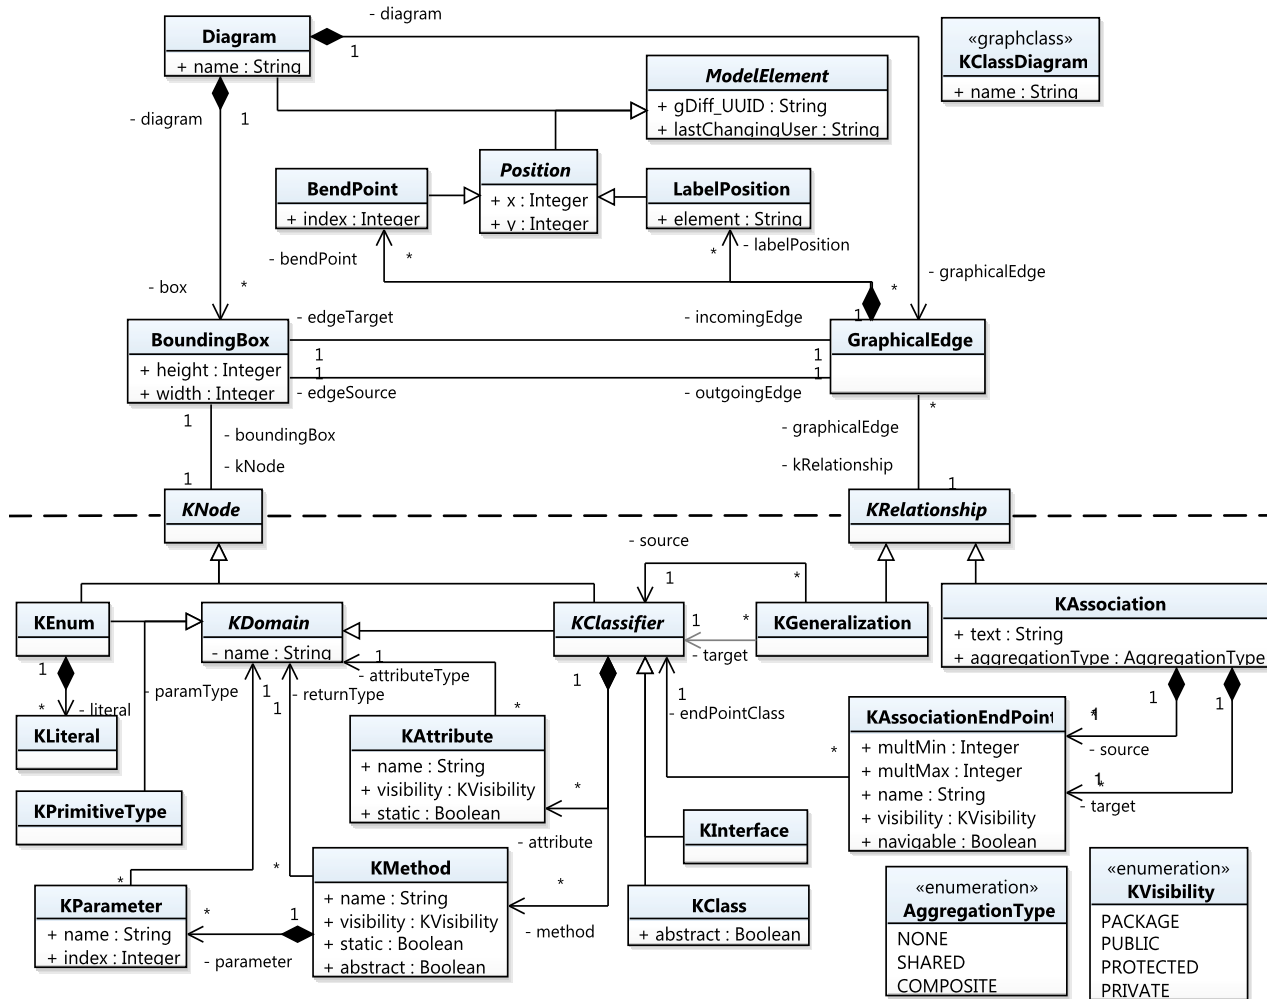 - diagram
Diagram
1
+ name : String
«graphclass»
KClassDiagram
+ name : String
ModelElement
+ gDiff_UUID : String
+ lastChangingUser : String
- diagram
1
Position
+ x : Integer
+ y : Integer
BendPoint
+ index : Integer
LabelPosition
+ element : String
- bendPoint
*
*
- labelPosition
- graphicalEdge
- box
*
*
1
- edgeTarget
- incomingEdge
BoundingBox
+ height : Integer
+ width : Integer
GraphicalEdge
1
1
1
1
- edgeSource
- outgoingEdge
1
*
- boundingBox
- graphicalEdge
- kNode
- kRelationship
1
1
KNode
KRelationship
- source
1
*
KEnum
KDomain
- name : String
KClassifier
1
*
KGeneralization
- target
KAssociation
+ text : String
+ aggregationType : AggregationType
1
1
- attributeType
- paramType
1
- returnType
1
1
1
- endPointClass
1
1
*
- literal
*
KLiteral
KAttribute
+ name : String
+ visibility : KVisibility
+ static : Boolean
*
KAssociationEndPoint
+ multMin : Integer
+ multMax : Integer
+ name : String
+ visibility : KVisibility
+ navigable : Boolean
- source
- target
KPrimitiveType
*
- attribute
KInterface
*
*
KMethod
+ name : String
+ visibility : KVisibility
+ static : Boolean
+ abstract : Boolean
*
- method
KParameter
+ name : String
+ index : Integer
*
1
- parameter
KClass
+ abstract : Boolean
«enumeration»
AggregationType
NONE
SHARED
COMPOSITE
«enumeration»
KVisibility
PACKAGE
PUBLIC
PROTECTED
PRIVATE